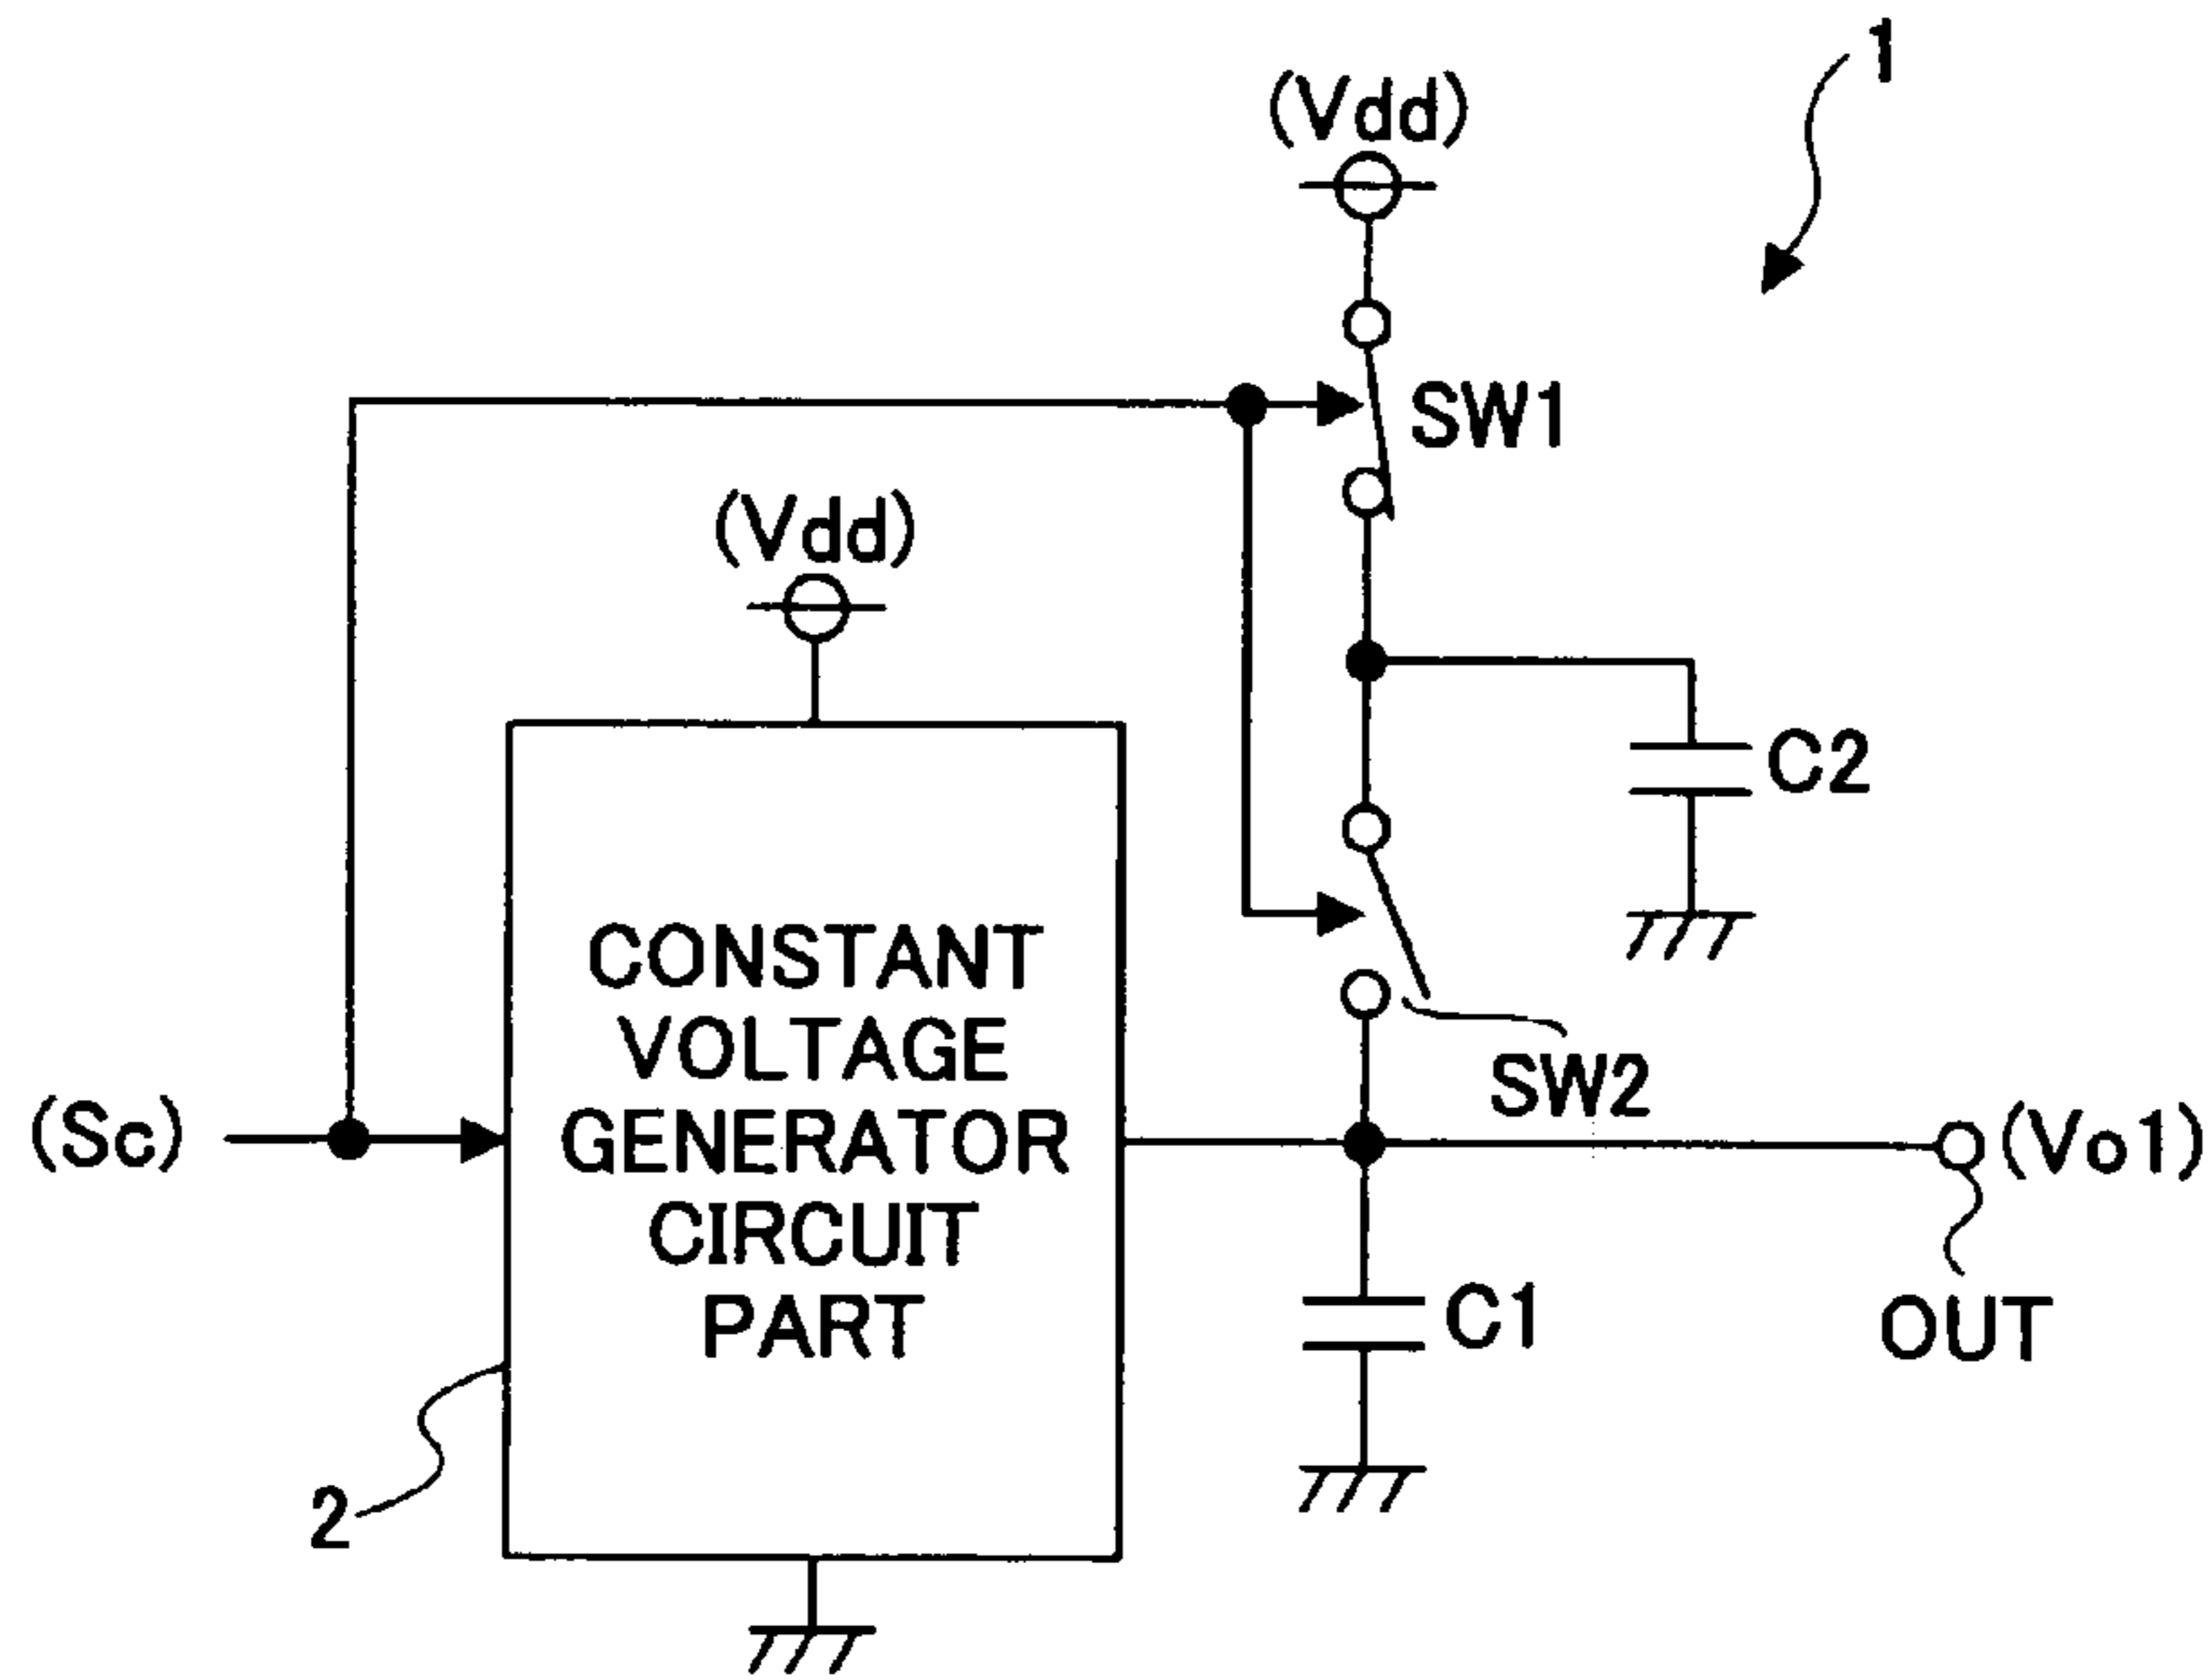 1
(Vdd)
SW1
(Vdd)
C2
CONSTANT
VOLTAGE
GENERATOR
CIRCUIT
PART
SW2
(Sc)
(Vo1)
C1
OUT
2